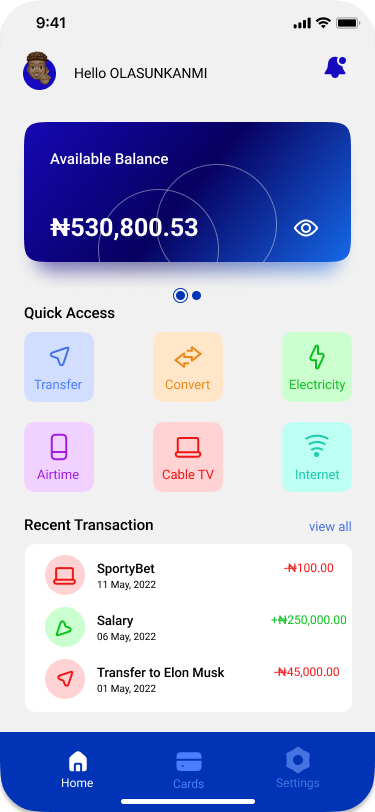 9:41
Hello OLASUNKANMI
Available Balance
₦530,800.53
Quick Access
Transfer
Convert
Electricity
Airtime
Cable TV
Internet
Recent Transaction
view all
SportyBet
-₦100.00
11 May, 2022
Salary
+₦250,000.00
06 May, 2022
Transfer to Elon Musk
-₦45,000.00
01 May, 2022
Home
Cards
Settings